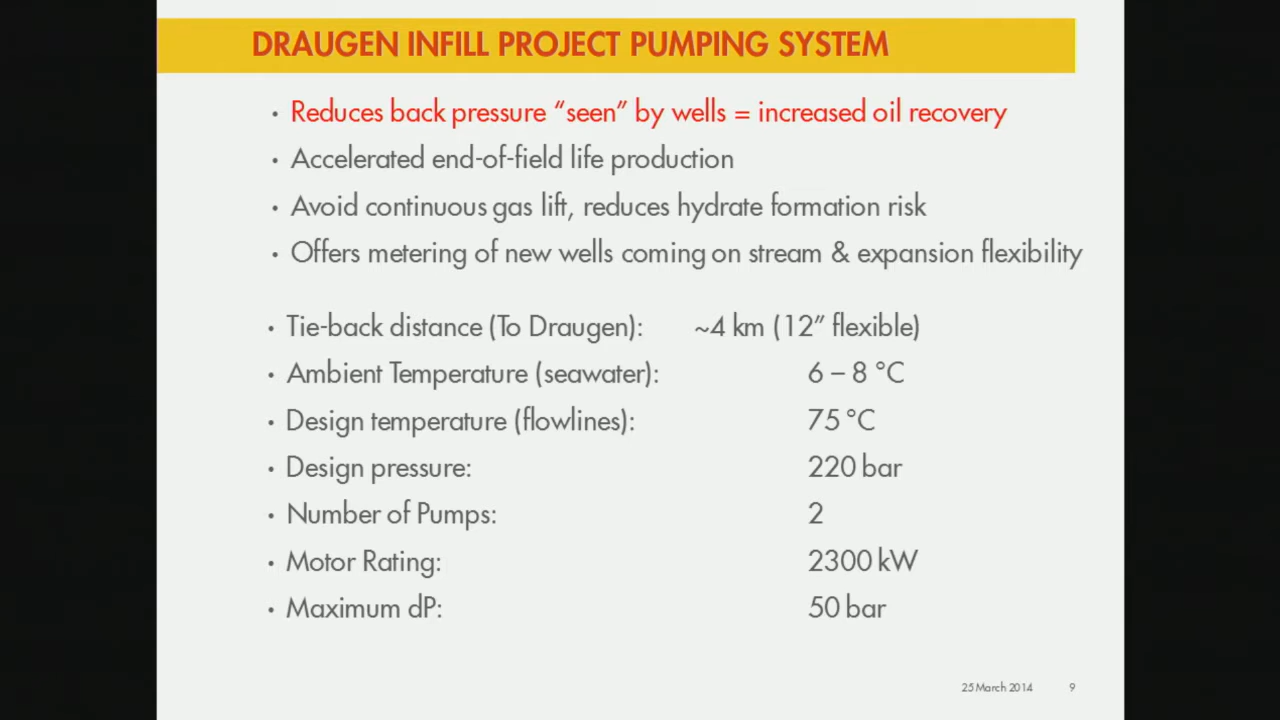 DRAUGEN INFILL PROJECT PUMPING SYSTEM
• Reduces back pressure “seen” by wells = increased oil recovery
• Accelerated end-of-field life production
• Avoid continuous gas lift, reduces hydrate formation risk
• Offers metering of new wells coming on stream & expansion flexibility
• Tie-back distance (To Draugen): ~4 km (12” flexible)
• Ambient Temperature (seawater): 6 – 8 °C
• Design temperature (flowlines): 75 °C
• Design pressure: 220 bar
• Number of Pumps: 2
• Motor Rating: 2300 kW
• Maximum dP: 50 bar
25 March 2014 9